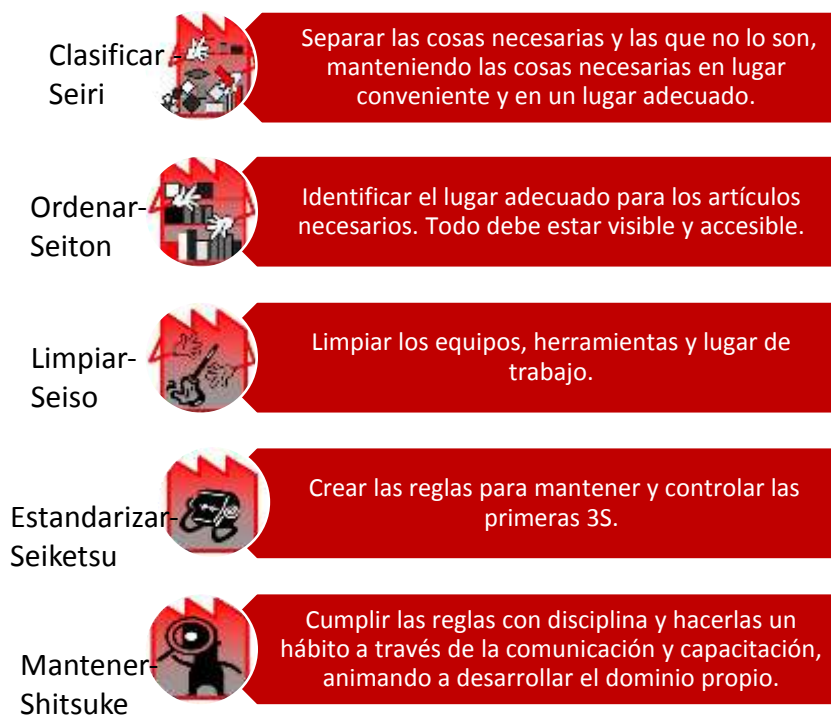 Clasificar -
Seiri
Separar las cosas necesarias y las que no lo son,
manteniendo las cosas necesarias en lugar
conveniente y en un lugar adecuado.
Ordenar-
Seiton
Identificar el lugar adecuado para los artículos
necesarios. Todo debe estar visible y accesible.
Limpiar-
Seiso
Limpiar los equipos, herramientas y lugar de
trabajo.
Estandarizar-
Seiketsu
Crear las reglas para mantener y controlar las
primeras 3S.
Mantener-
Shitsuke
Cumplir las reglas con disciplina y hacerlas un
hábito a través de la comunicación y capacitación,
animando a desarrollar el dominio propio.